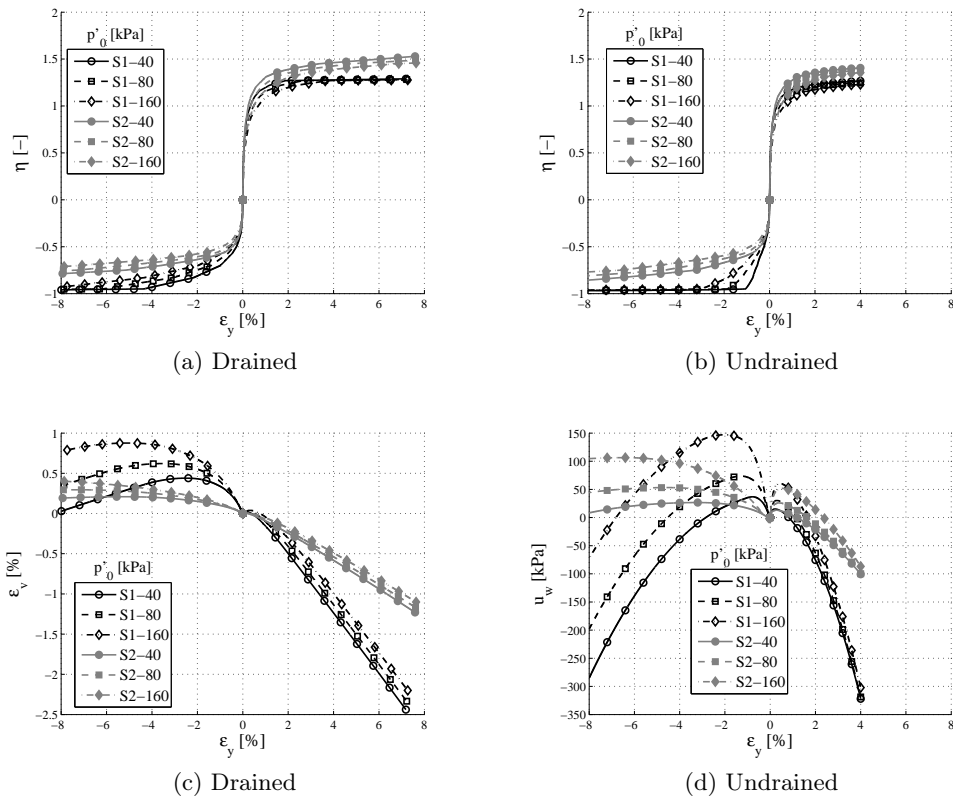 p'0 [kPa]
S1−40
S1−80
S1−160
S2−40
S2−80
S2−160
2
1.5
1
0.5
0
−0.5
−1
η [−]
−8 −6 −4 −2 0 2 4 6 8
ε_y [%]
(a) Drained
p'0 [kPa]
S1−40
S1−80
S1−160
S2−40
S2−80
S2−160
2
1.5
1
0.5
0
−0.5
−1
η [−]
−8 −6 −4 −2 0 2 4 6 8
ε_y [%]
(b) Undrained
1
0.5
0
−0.5
−1
−1.5
−2
−2.5
ε_v [%]
p'0 [kPa]
S1−40
S1−80
S1−160
S2−40
S2−80
S2−160
−8 −6 −4 −2 0 2 4 6 8
ε_y [%]
(c) Drained
150
100
50
0
−50
−100
−150
−200
−250
−300
−350
u_w [kPa]
p'0 [kPa]
S1−40
S1−80
S1−160
S2−40
S2−80
S2−160
−8 −6 −4 −2 0 2 4 6 8
ε_y [%]
(d) Undrained